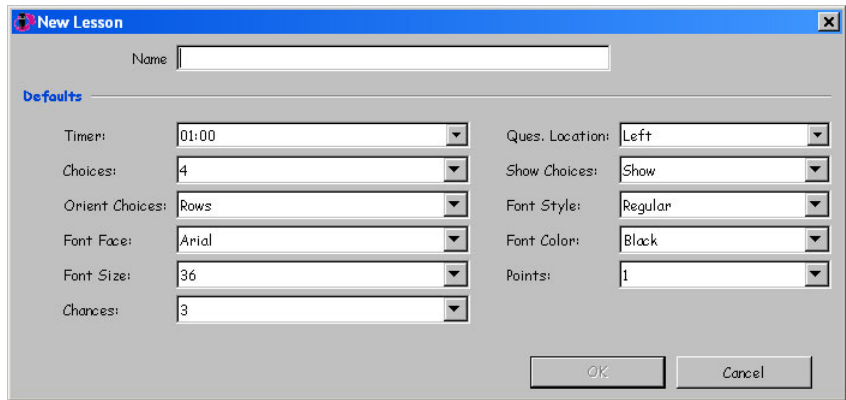 New Lesson
Name
Defaults
Timer: 01:00 Ques. Location: Left
Choices: 4 Show Choices: Show
Orient Choices: Rows Font Style: Regular
Font Face: Arial Font Color: Black
Font Size: 36 Points: 1
Chances: 3
OK Cancel